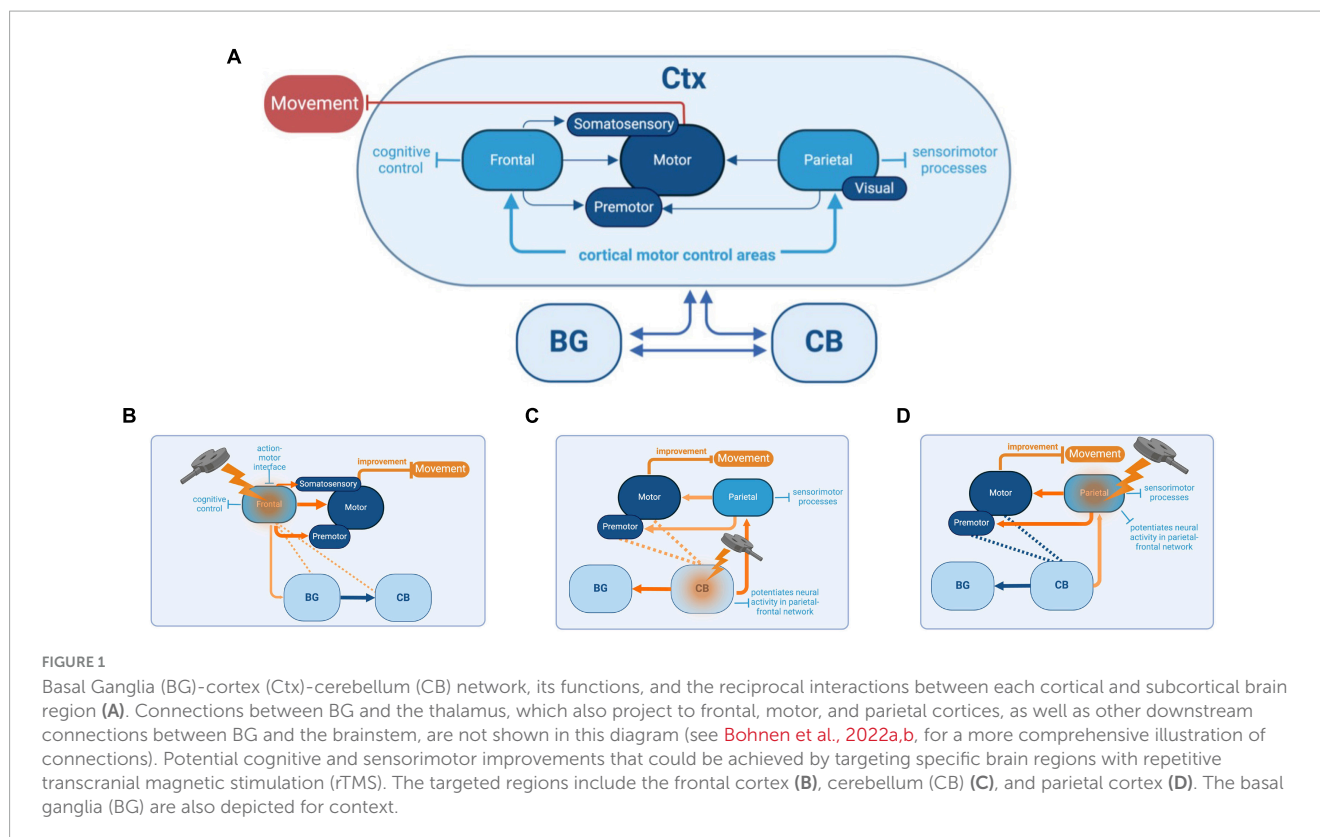 A
Ctx
Movement
Somatosensory
cognitive
control
Frontal
Motor
Parietal
sensorimotor
processes
Visual
Premotor
cortical motor control areas
BG
CB
B
action-
motor
interface
improvement
Movement
Somatosensory
cognitive
control
Frontal
Motor
Premotor
BG
CB
C
improvement
Movement
Motor
Parietal
sensorimotor
processes
Premotor
BG
CB
potentiates neural
activity in parietal-
frontal network
D
improvement
Movement
Motor
Parietal
sensorimotor
processes
Premotor
potentiates neural
activity in parietal-
frontal network
BG
CB
FIGURE 1
Basal Ganglia (BG)-cortex (Ctx)-cerebellum (CB) network, its functions, and the reciprocal interactions between each cortical and subcortical brain
region (A). Connections between BG and the thalamus, which also project to frontal, motor, and parietal cortices, as well as other downstream
connections between BG and the brainstem, are not shown in this diagram (see Bohnen et al., 2022a,b, for a more comprehensive illustration of
connections). Potential cognitive and sensorimotor improvements that could be achieved by targeting specific brain regions with repetitive
transcranial magnetic stimulation (rTMS). The targeted regions include the frontal cortex (B), cerebellum (CB) (C), and parietal cortex (D). The basal
ganglia (BG) are also depicted for context.